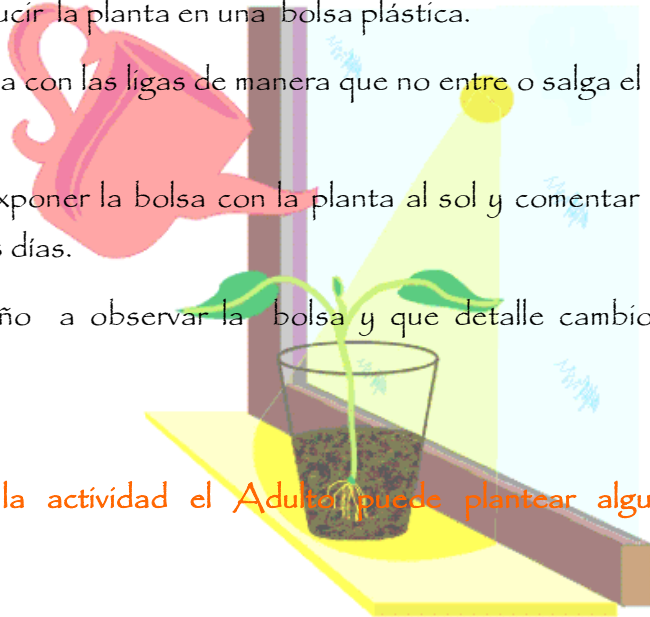 ucir la planta en una bolsa plástica.
a con las ligas de manera que no entre o salga el
xponer la bolsa con la planta al sol y comentar
s días.
ño a observar la bolsa y que detalle cambio
la actividad el Adulto puede plantear algu